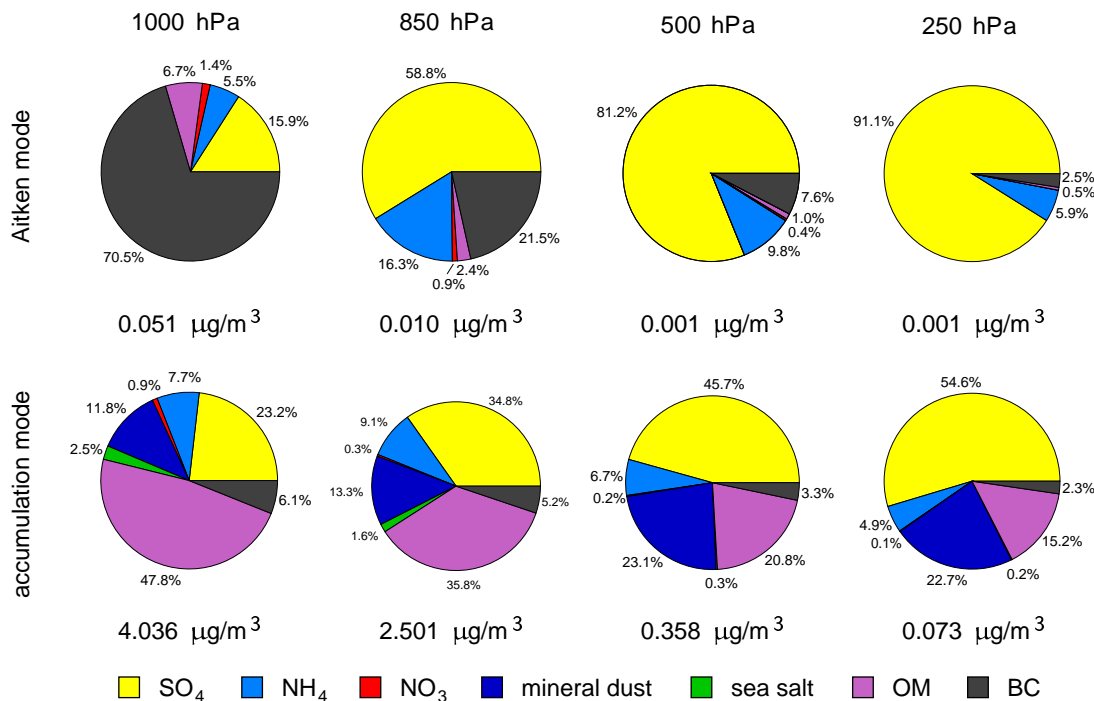 1000 hPa 850 hPa 500 hPa 250 hPa
Aitken mode
6.7% 1.4% 5.5% 15.9% 70.5%
58.8% 16.3% 0.9% 2.4% 21.5%
81.2% 7.6% 1.0% 0.4% 9.8%
91.1% 2.5% 0.5% 5.9%
0.051 μg/m³ 0.010 μg/m³ 0.001 μg/m³ 0.001 μg/m³
accumulation mode
0.9% 7.7% 11.8% 23.2% 2.5% 6.1% 47.8%
34.8% 9.1% 0.3% 13.3% 5.2% 1.6% 35.8%
45.7% 6.7% 0.2% 3.3% 23.1% 20.8% 0.3%
54.6% 4.9% 0.1% 2.3% 15.2% 22.7% 0.2%
4.036 μg/m³ 2.501 μg/m³ 0.358 μg/m³ 0.073 μg/m³
SO₄ NH₄ NO₃ mineral dust sea salt OM BC